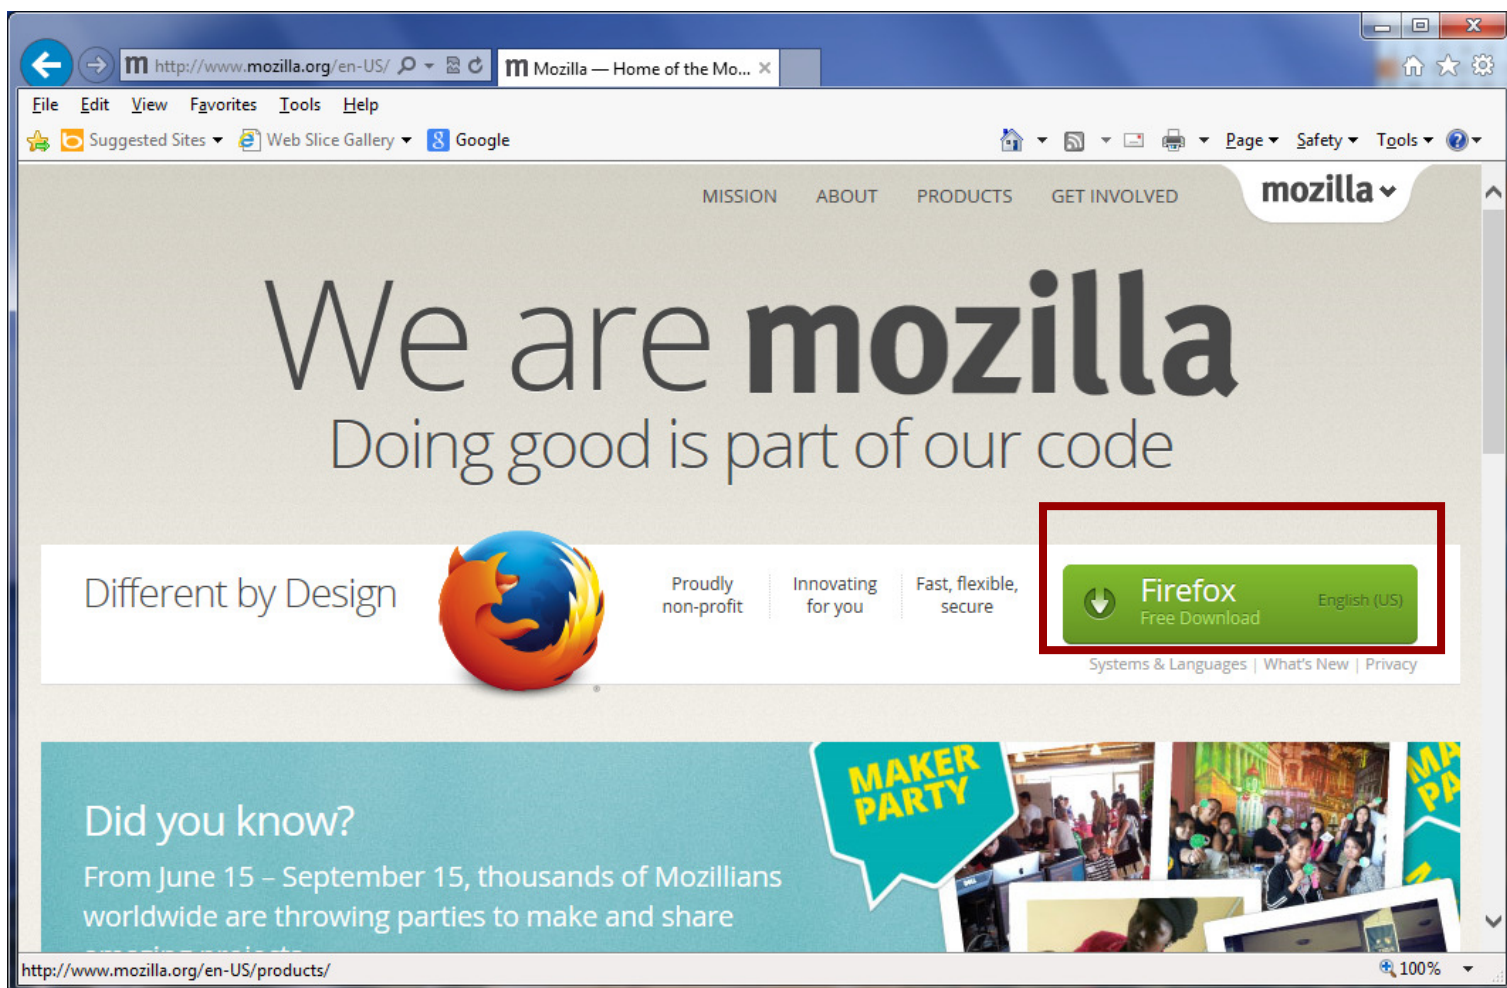 http://www.mozilla.org/en-US/
m Mozilla — Home of the Mo...
File Edit View Favorites Tools Help
Suggested Sites Web Slice Gallery Google
Page Safety Tools
MISSION ABOUT PRODUCTS GET INVOLVED mozilla
We are mozilla
Doing good is part of our code
Different by Design
Proudly non-profit
Innovating for you
Fast, flexible, secure
Firefox
Free Download
English (US)
Systems & Languages | What's New | Privacy
MAKER
PARTY
Did you know?
From June 15 – September 15, thousands of Mozillians
worldwide are throwing parties to make and share
http://www.mozilla.org/en-US/products/
100%